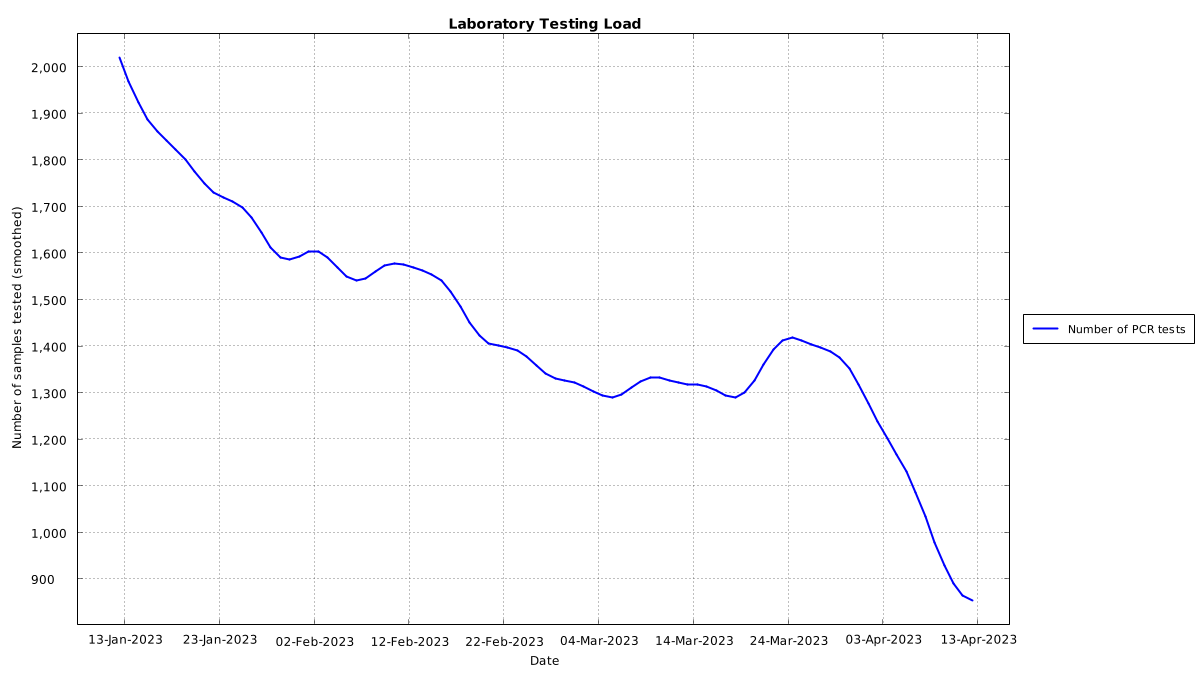 Laboratory Testing Load
2,000
1,900
1,800
1,700
1,600
1,500
1,400
1,300
1,200
1,100
1,000
900
Number of samples tested (smoothed)
13-Jan-2023 23-Jan-2023 02-Feb-2023 12-Feb-2023 22-Feb-2023 04-Mar-2023 14-Mar-2023 24-Mar-2023 03-Apr-2023 13-Apr-2023
Date
Number of PCR tests